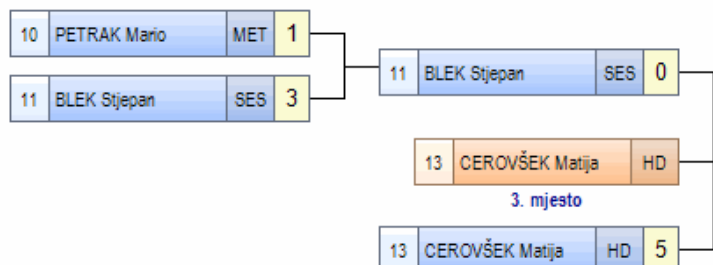 10 PETRAK Mario MET 1
11 BLEK Stjepan SES 3
11 BLEK Stjepan SES 0
13 CEROVŠEK Matija HD
3. mjesto
13 CEROVŠEK Matija HD 5